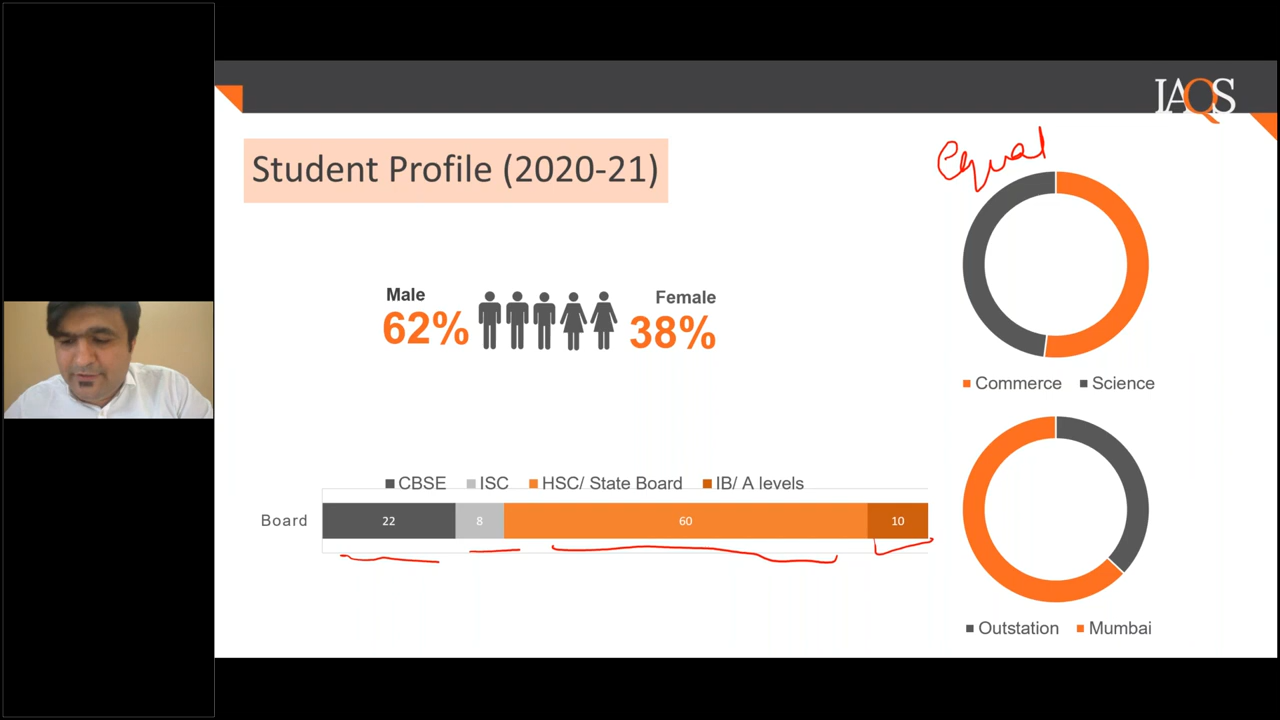 IAQS
Student Profile (2020-21)
equal
Male
62%
Female
38%
Commerce Science
CBSE ISC HSC/ State Board IB/ A levels
Board 22 8 60 10
Outstation Mumbai